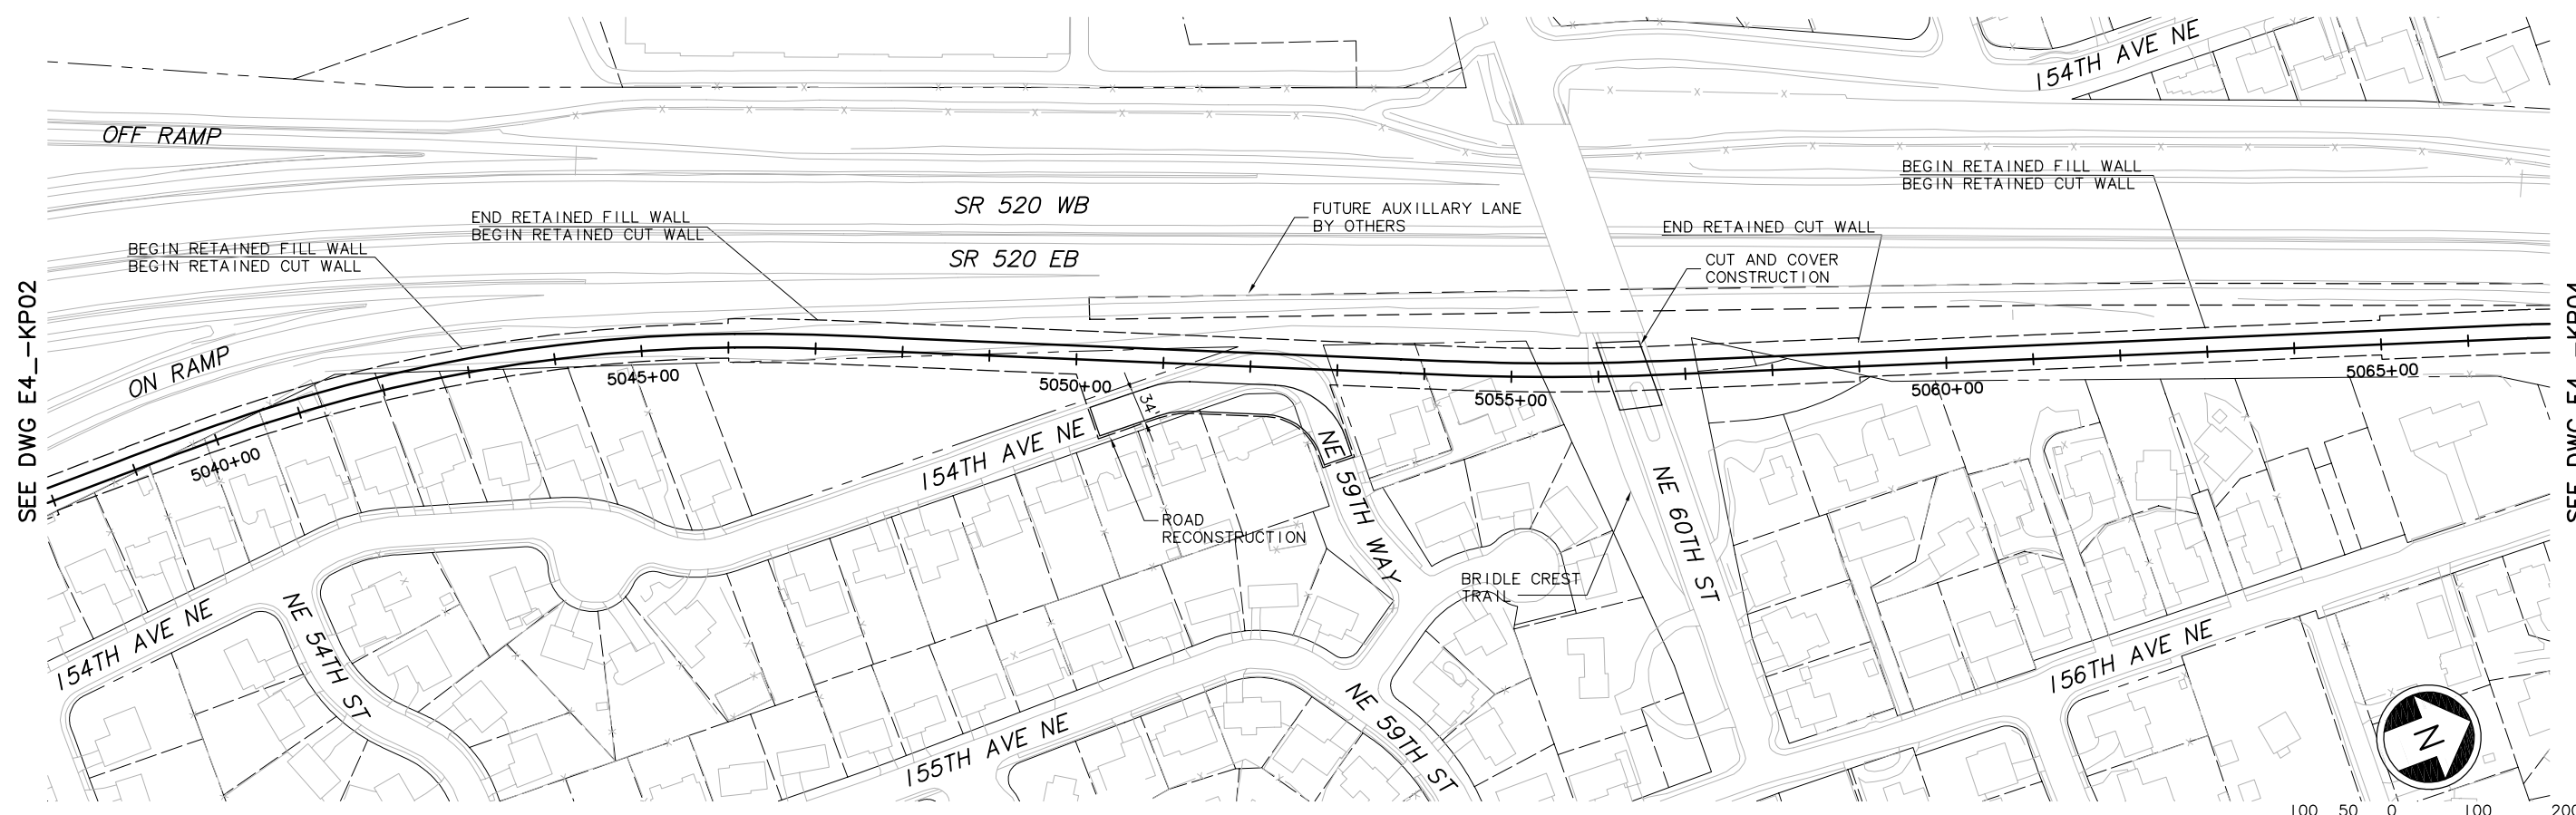 154TH AVE NE
OFF RAMP
BEGIN RETAINED FILL WALL
BEGIN RETAINED CUT WALL
SR 520 WB
FUTURE AUXILLARY LANE
BY OTHERS
END RETAINED FILL WALL
BEGIN RETAINED CUT WALL
END RETAINED CUT WALL
BEGIN RETAINED FILL WALL
BEGIN RETAINED CUT WALL
SR 520 EB
CUT AND COVER
CONSTRUCTION
SEE DWG E4_-KP02
SEE DWG E4_-KP04
ON RAMP
5040+00
5045+00
5050+00
5055+00
5060+00
5065+00
34'
154TH AVE NE
NE 59TH WAY
NE 60TH ST
ROAD
RECONSTRUCTION
BRIDLE CREST
TRAIL
154TH AVE NE
NE 54TH ST
155TH AVE NE
NE 59TH ST
156TH AVE NE
N
100 50 0 100 200